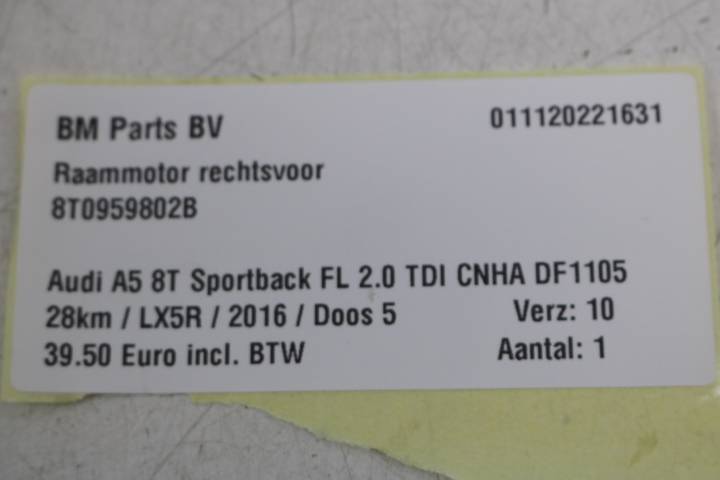 BM Parts BV 011120221631
Raammotor rechtsvoor
8T0959802B
Audi A5 8T Sportback FL 2.0 TDI CNHA DF1105
28km / LX5R / 2016 / Doos 5 Verz: 10
39.50 Euro incl. BTW Aantal: 1